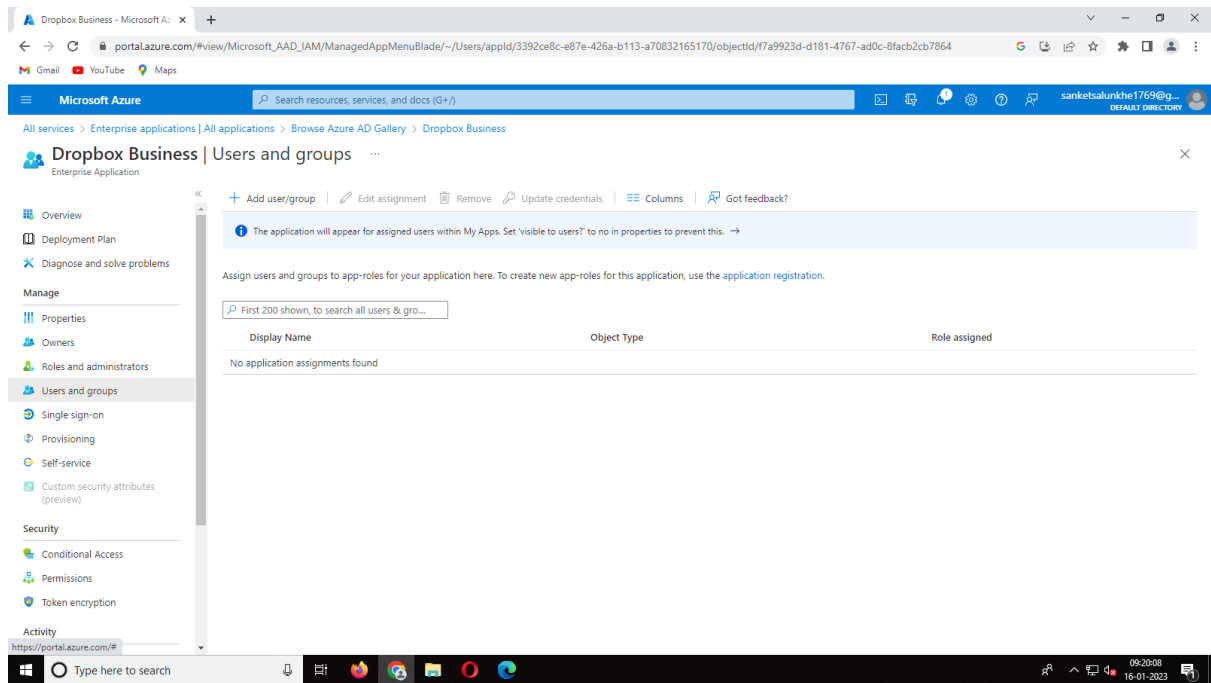 Dropbox Business - Microsoft Az
portal.azure.com/#view/Microsoft_AAD_IAM/ManagedAppMenuBlade/~/Users/appId/3392ce8c-e87e-426a-b113-a70832165170/objectId/f7a9923d-d181-4767-ad0c-8facb2cb7864
Gmail YouTube Maps
Microsoft Azure
Search resources, services, and docs (G+/)
1
sanketsalunkhe1769@g...
DEFAULT DIRECTORY
All services > Enterprise applications | All applications > Browse Azure AD Gallery > Dropbox Business
Dropbox Business | Users and groups ...
Enterprise Application
Overview
Deployment Plan
Diagnose and solve problems
Manage
Properties
Owners
Roles and administrators
Users and groups
Single sign-on
Provisioning
Self-service
Custom security attributes
(preview)
Security
Conditional Access
Permissions
Token encryption
Activity
https://portal.azure.com/#
Add user/group Edit assignment Remove Update credentials Columns Got feedback?
The application will appear for assigned users within My Apps. Set 'visible to users?' to no in properties to prevent this. →
Assign users and groups to app-roles for your application here. To create new app-roles for this application, use the application registration.
First 200 shown, to search all users & gro...
Display Name Object Type Role assigned
No application assignments found
Type here to search
09:20:08
16-01-2023
1